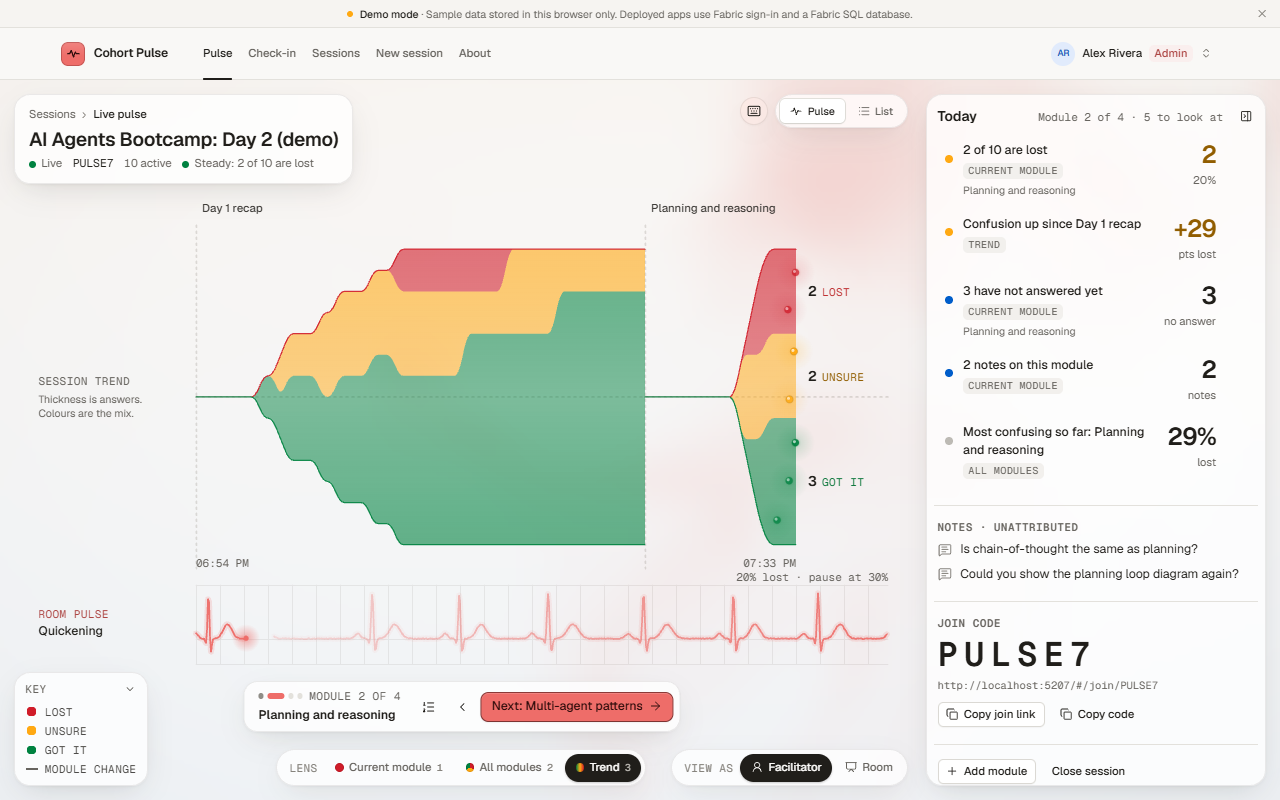 Demo mode · Sample data stored in this browser only. Deployed apps use Fabric sign-in and a Fabric SQL database.
Cohort Pulse
Pulse
Check-in
Sessions
New session
About
AR
Alex Rivera
Admin
Sessions › Live pulse
AI Agents Bootcamp: Day 2 (demo)
Live PULSE7 10 active Steady: 2 of 10 are lost
Pulse
List
Day 1 recap
Planning and reasoning
2 LOST
2 UNSURE
3 GOT IT
SESSION TREND
Thickness is answers.
Colours are the mix.
06:54 PM
07:33 PM
20% lost · pause at 30%
ROOM PULSE
Quickening
KEY
LOST
UNSURE
GOT IT
MODULE CHANGE
MODULE 2 OF 4
Planning and reasoning
Next: Multi-agent patterns
LENS
Current module 1
All modules 2
Trend 3
VIEW AS
Facilitator
Room
Today
Module 2 of 4 · 5 to look at
2 of 10 are lost
CURRENT MODULE
Planning and reasoning
2
20%
Confusion up since Day 1 recap
TREND
+29
pts lost
3 have not answered yet
CURRENT MODULE
Planning and reasoning
3
no answer
2 notes on this module
CURRENT MODULE
2
notes
Most confusing so far: Planning
and reasoning
ALL MODULES
29%
lost
NOTES · UNATTRIBUTED
Is chain-of-thought the same as planning?
Could you show the planning loop diagram again?
JOIN CODE
PULSE7
http://localhost:5207/#/join/PULSE7
Copy join link
Copy code
Add module
Close session